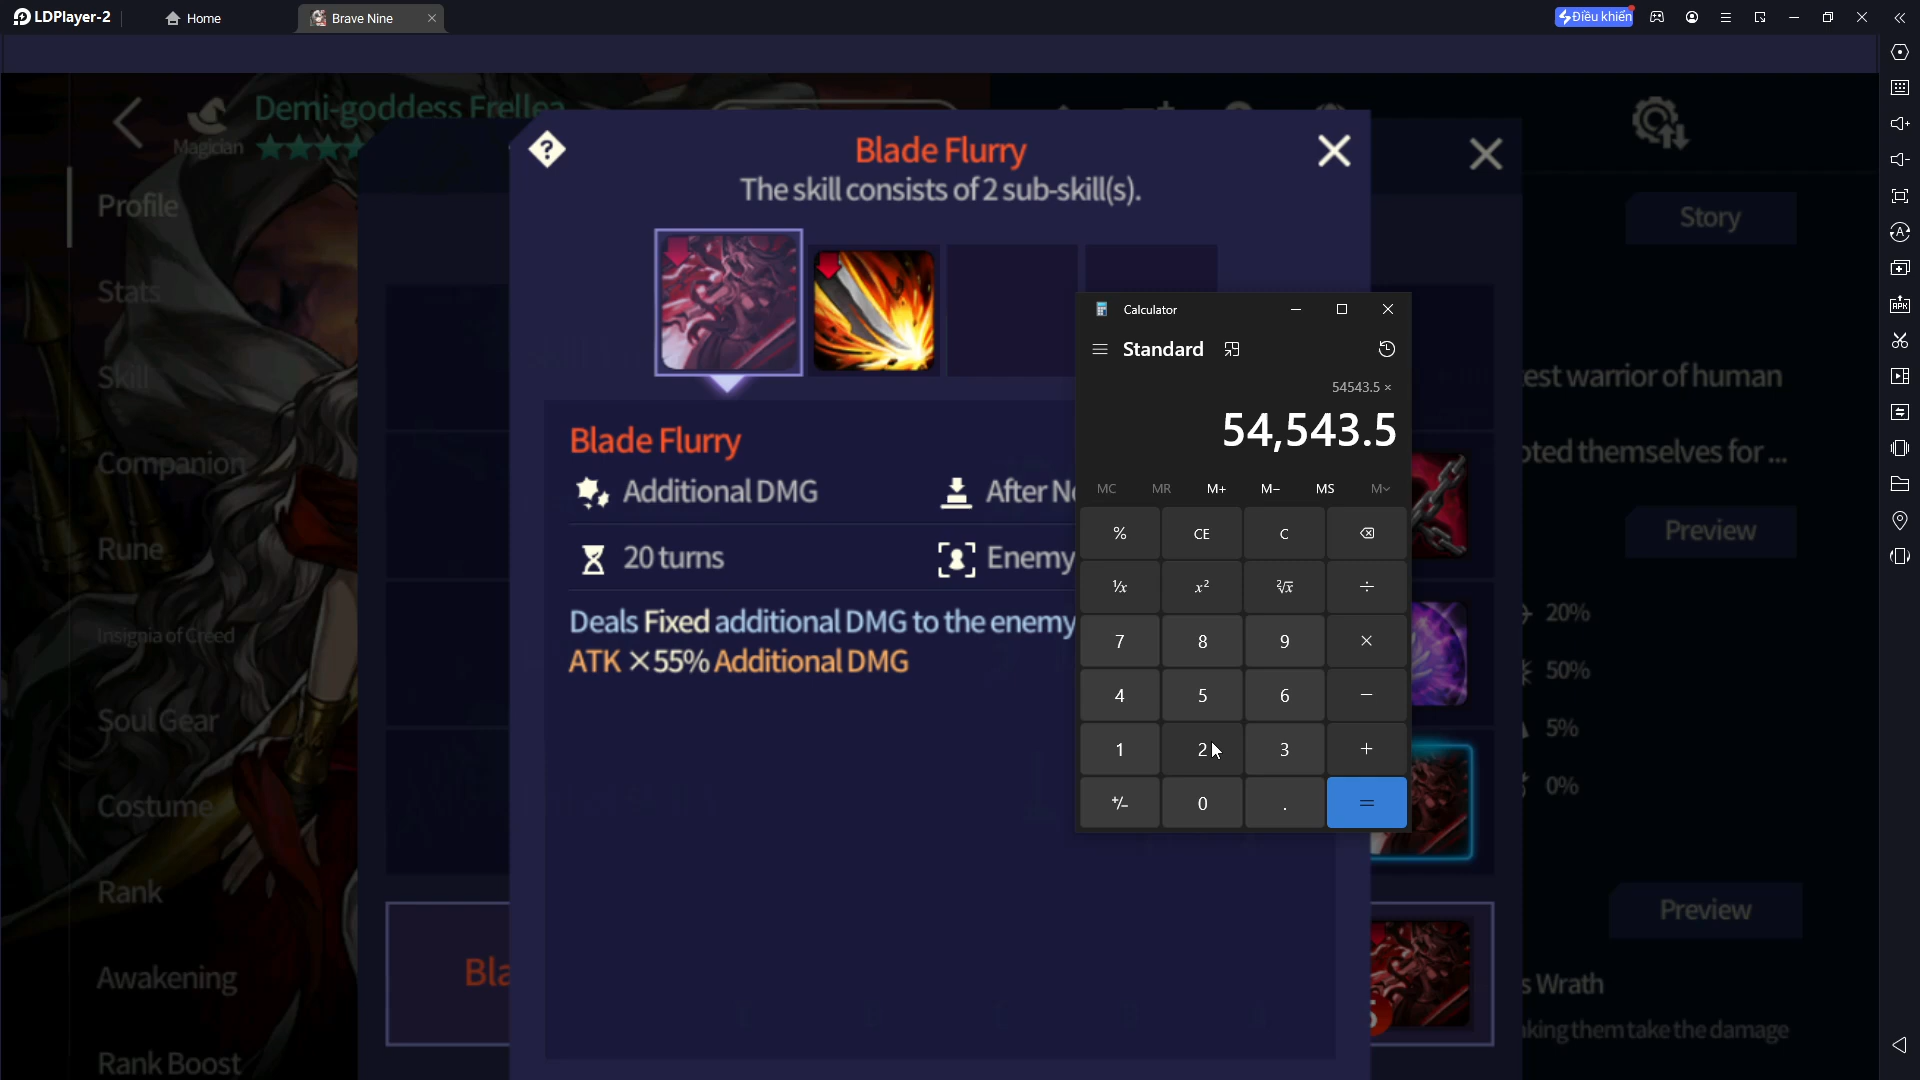 LDPlayer-2
Home
Brave Nine
Điều khiển
Demi-goddess Frellea
Magician
Profile
Stats
Skill
Companion
Rune
Insignia of Creed
Soul Gear
Costume
Rank
Awakening
Rank Boost
Blade Flurry
The skill consists of 2 sub-skill(s).
Blade Flurry
Additional DMG
After
20 turns
Enemy
Deals Fixed additional DMG to the enemy
ATK ×55% Additional DMG
Calculator
Standard
54543.5 ×
54,543.5
MC MR M+ M− MS M
% CE C
⅟x x² ²√x ÷
7 8 9 ×
4 5 6 −
1 2 3 +
+/− 0 . =
Story
warrior of human
themselves for ...
Preview
20%
50%
5%
0%
Preview
Wrath
them take the damage